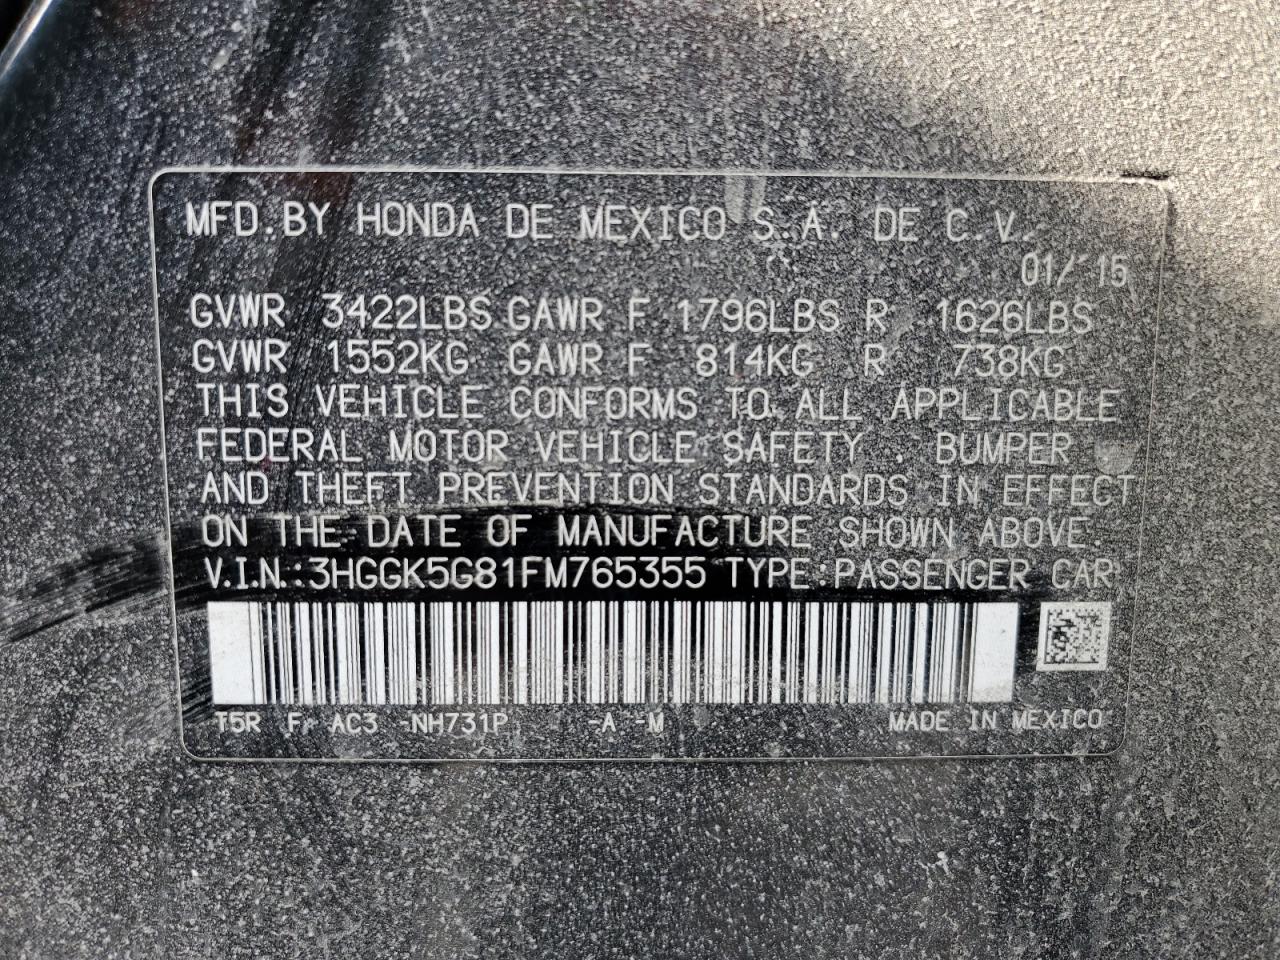 MFD.BY HONDA DE MEXICO S.A. DE C.V.
01/15
GVWR 3422LBS GAWR F 1796LBS R 1626LBS
GVWR 1552KG GAWR F 814KG R 738KG
THIS VEHICLE CONFORMS TO ALL APPLICABLE
FEDERAL MOTOR VEHICLE SAFETY, BUMPER
AND THEFT PREVENTION STANDARDS IN EFFECT
ON THE DATE OF MANUFACTURE SHOWN ABOVE.
V.I.N.:3HGGK5G81FM765355 TYPE:PASSENGER CAR
T5R F AC3 -NH731P -A -M MADE IN MEXICO